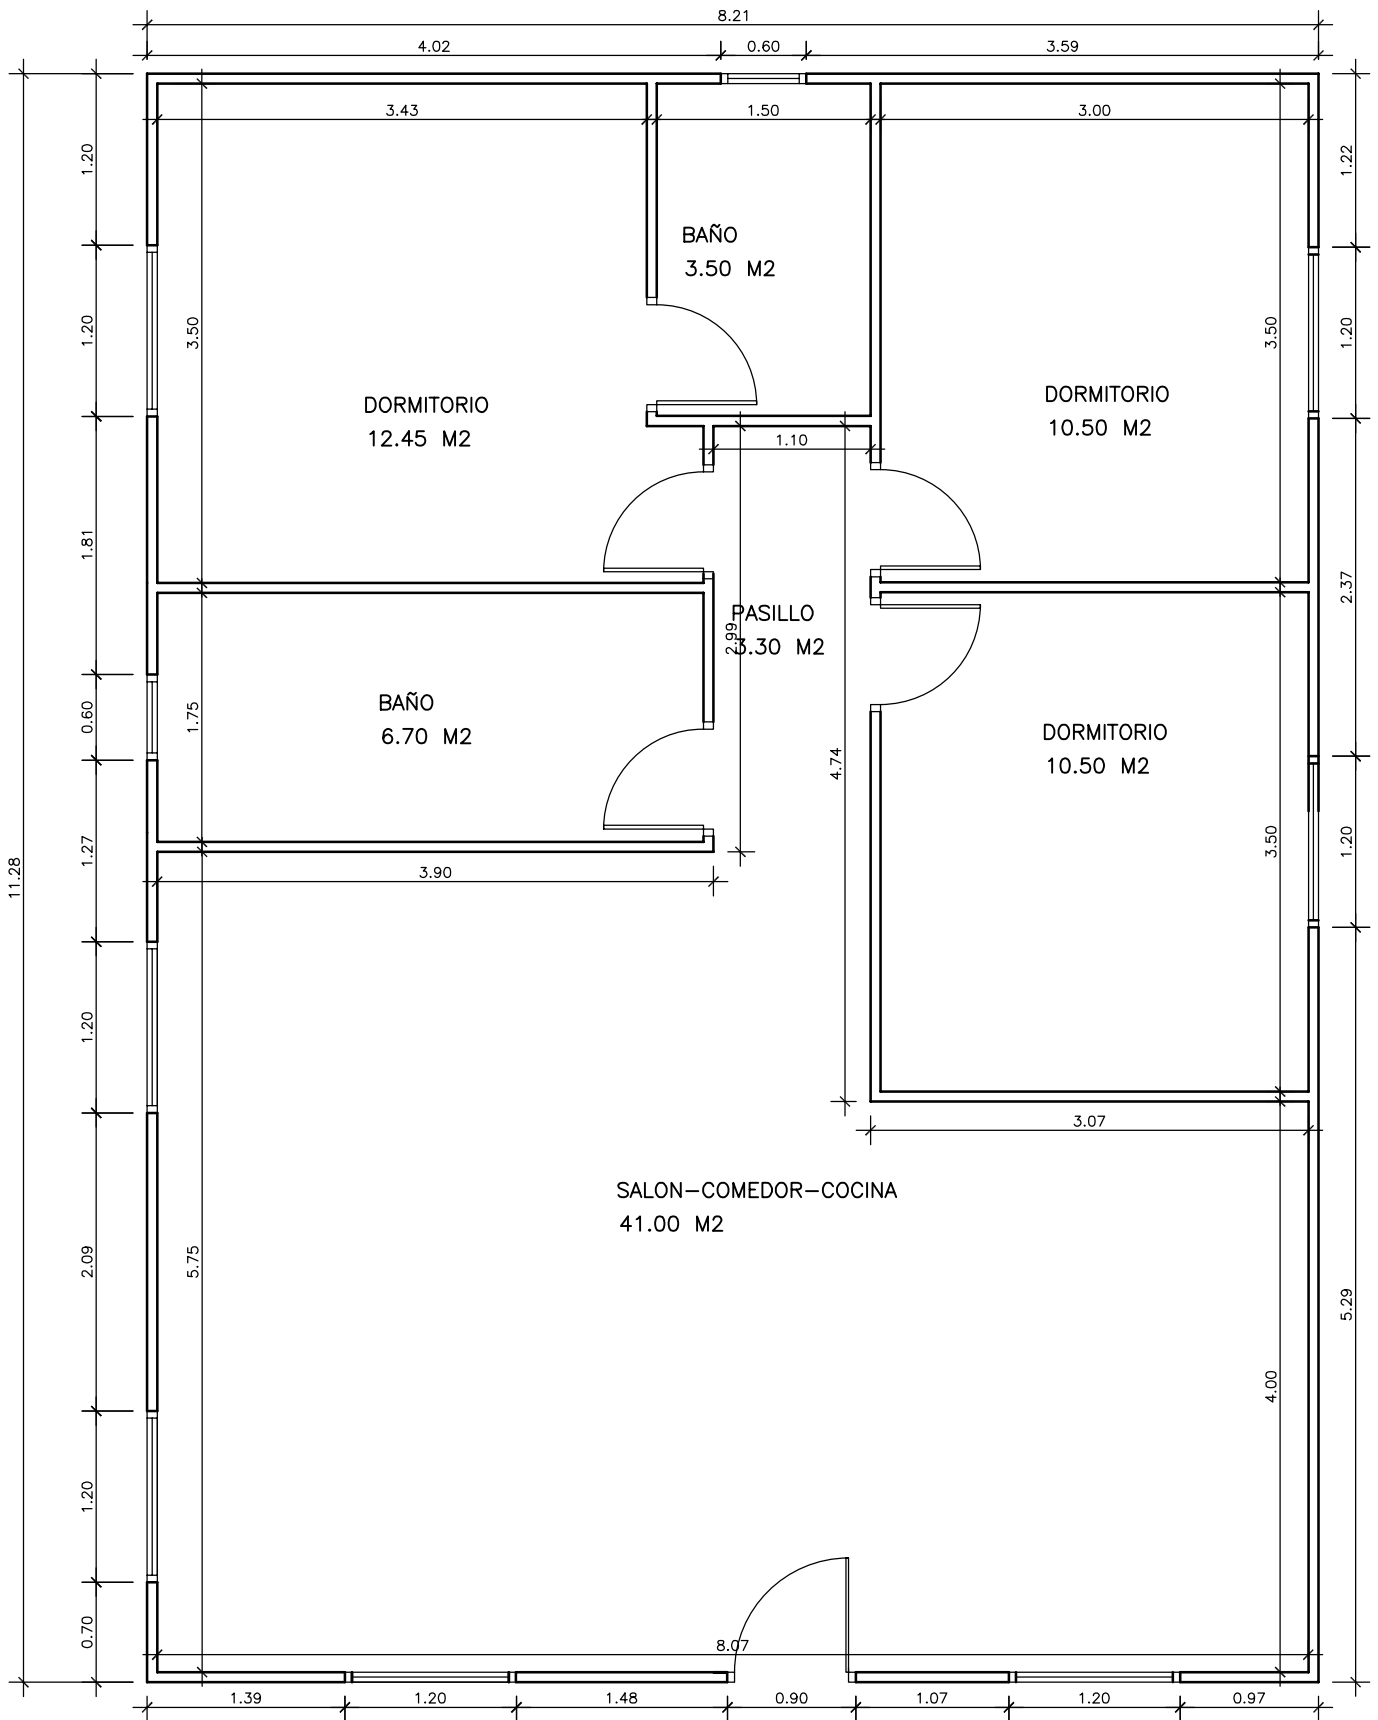 8.21
4.02
0.60
3.59
3.43
1.50
3.00
1.20
1.22
BAÑO
3.50 M2
1.20
3.50
3.50
1.20
DORMITORIO
12.45 M2
DORMITORIO
10.50 M2
1.10
1.81
2.37
PASILLO
3.30 M2
2.99
BAÑO
6.70 M2
0.60
1.75
DORMITORIO
10.50 M2
4.74
1.27
3.50
1.20
11.28
3.90
1.20
3.07
SALON-COMEDOR-COCINA
41.00 M2
2.09
5.75
5.29
4.00
1.20
0.70
8.07
1.39
1.20
1.48
0.90
1.07
1.20
0.97